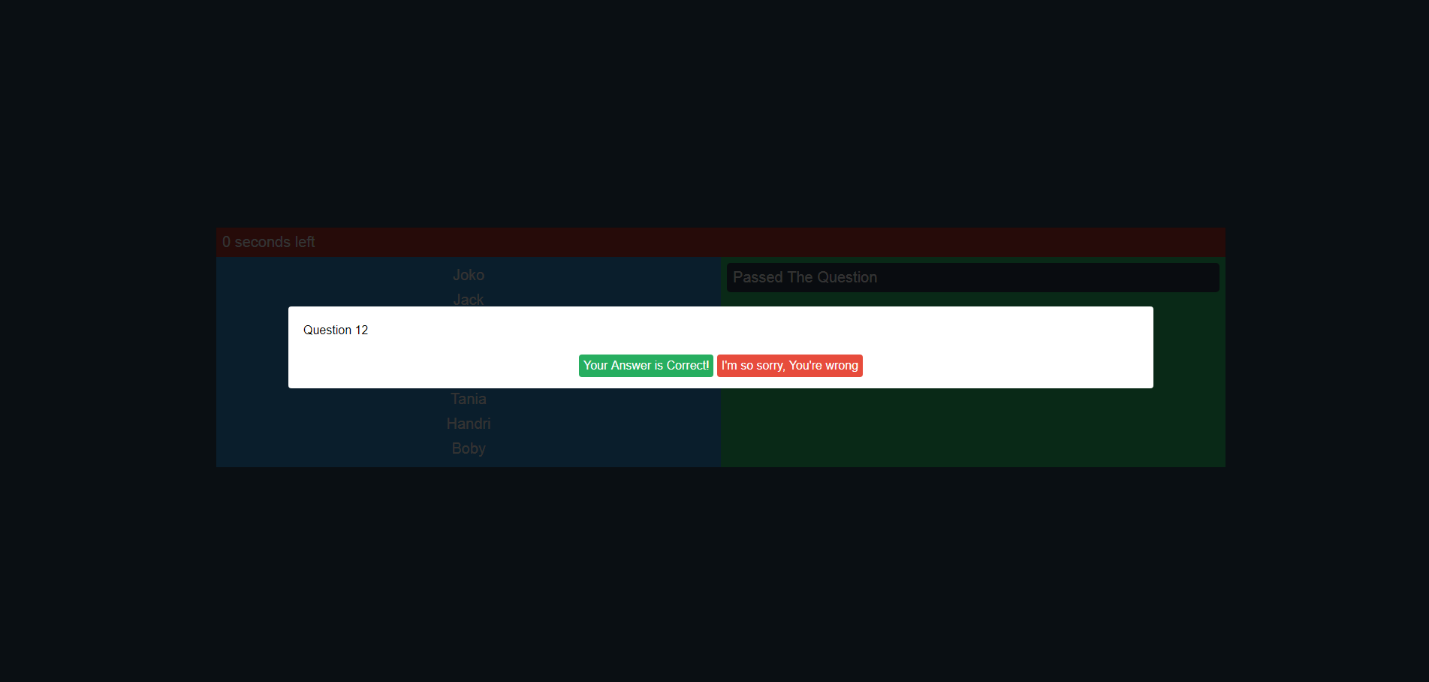 0 seconds left
Joko
Passed The Question
Jack
Question 12
Your Answer is Correct! I'm so sorry, You're wrong
Tania
Handri
Boby